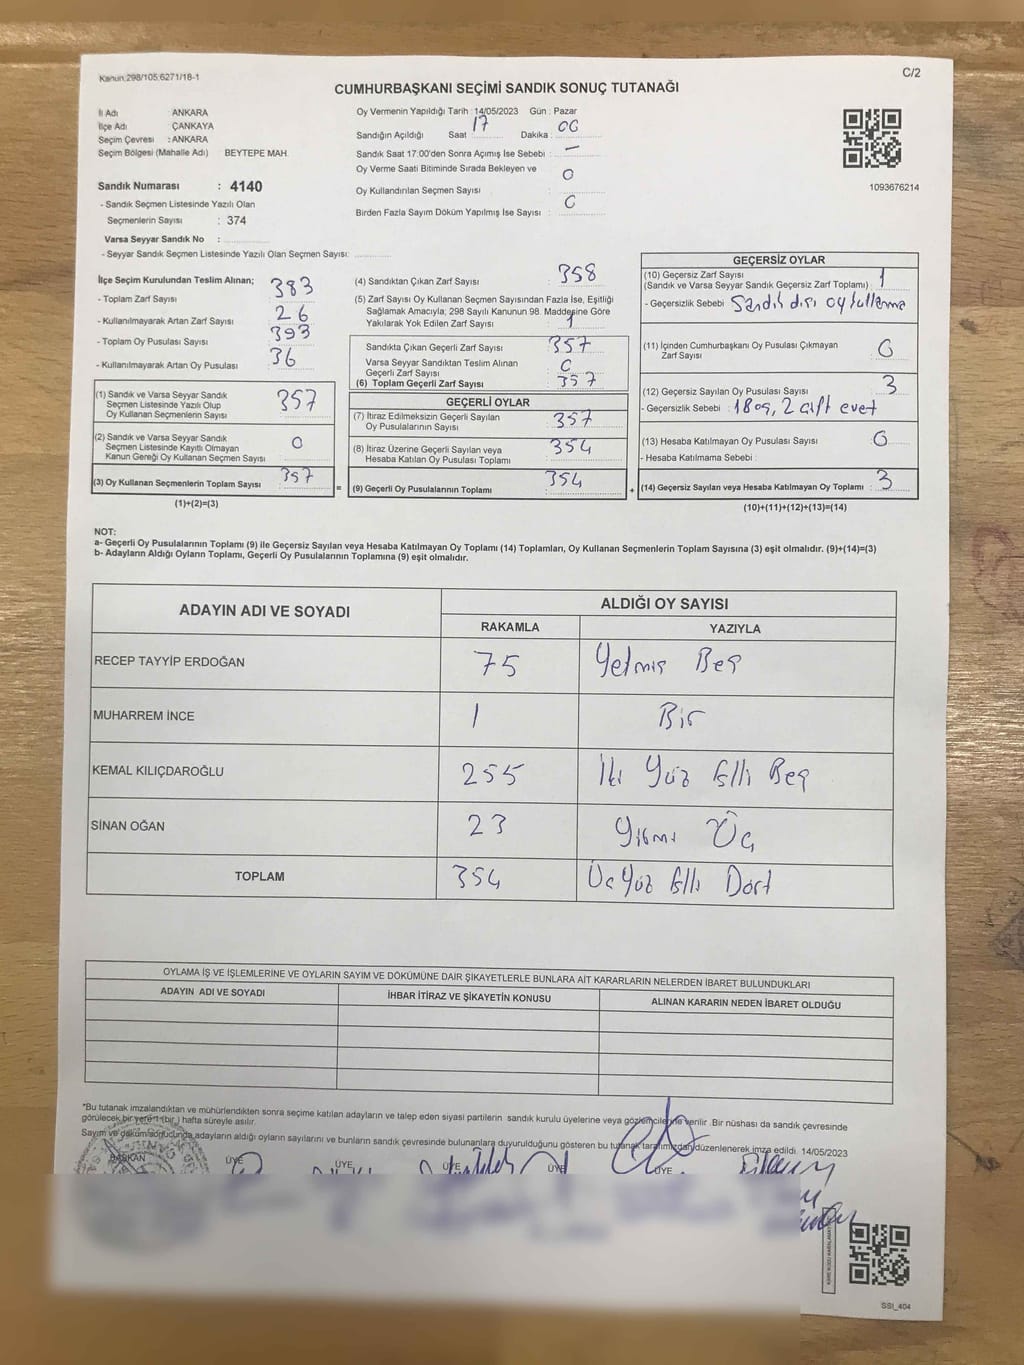 Kanun:298/105:6271/18-1
C/2
CUMHURBAŞKANI SEÇİMİ SANDIK SONUÇ TUTANAĞI
İl Adı ANKARA
İlçe Adı ÇANKAYA
Seçim Çevresi : ANKARA
Seçim Bölgesi (Mahalle Adı) BEYTEPE MAH.
Sandık Numarası : 4140
- Sandık Seçmen Listesinde Yazılı Olan
Seçmenlerin Sayısı : 374
Varsa Seyyar Sandık No :
- Seyyar Sandık Seçmen Listesinde Yazılı Olan Seçmen Sayısı:
Oy Vermenin Yapıldığı Tarih : 14/05/2023 Gün : Pazar
Sandığın Açıldığı Saat : 17 Dakika : 00
Sandık Saat 17:00'den Sonra Açımış İse Sebebi : —
Oy Verme Saati Bitiminde Sırada Bekleyen ve
Oy Kullandırılan Seçmen Sayısı : 0
Birden Fazla Sayım Döküm Yapılmış İse Sayısı : 0
1093676214
İlçe Seçim Kurulundan Teslim Alınan;
- Toplam Zarf Sayısı 383
- Kullanılmayarak Artan Zarf Sayısı 26
- Toplam Oy Pusulası Sayısı 393
- Kullanılmayarak Artan Oy Pusulası 36
(1) Sandık ve Varsa Seyyar Sandık
Seçmen Listesinde Yazılı Olup
Oy Kullanan Seçmenlerin Sayısı 357
(2) Sandık ve Varsa Seyyar Sandık
Seçmen Listesinde Kayıtlı Olmayan
Kanun Gereği Oy Kullanan Seçmen Sayısı 0
(3) Oy Kullanan Seçmenlerin Toplam Sayısı 357
(1)+(2)=(3)
(4) Sandıktan Çıkan Zarf Sayısı : 358
(5) Zarf Sayısı Oy Kullanan Seçmen Sayısından Fazla İse, Eşitliği
Sağlamak Amacıyla; 298 Sayılı Kanunun 98. Maddesine Göre
Yakılarak Yok Edilen Zarf Sayısı : 1
Sandıkta Çıkan Geçerli Zarf Sayısı : 357
Varsa Seyyar Sandıktan Teslim Alınan
Geçerli Zarf Sayısı : 0
(6) Toplam Geçerli Zarf Sayısı : 357
GEÇERLİ OYLAR
(7) İtiraz Edilmeksizin Geçerli Sayılan
Oy Pusulalarının Sayısı : 357
(8) İtiraz Üzerine Geçerli Sayılan veya
Hesaba Katılan Oy Pusulası Toplamı : 354
= (9) Geçerli Oy Pusulalarının Toplamı : 354
GEÇERSİZ OYLAR
(10) Geçersiz Zarf Sayısı
(Sandık ve Varsa Seyyar Sandık Geçersiz Zarf Toplamı) : 1
- Geçersizlik Sebebi : Sandık dışı oy kullanma
(11) İçinden Cumhurbaşkanı Oy Pusulası Çıkmayan
Zarf Sayısı : 0
(12) Geçersiz Sayılan Oy Pusulası Sayısı : 3
- Geçersizlik Sebebi : 1 Boş, 2 çift evet
(13) Hesaba Katılmayan Oy Pusulası Sayısı : 0
- Hesaba Katılmama Sebebi :
+ (14) Geçersiz Sayılan veya Hesaba Katılmayan Oy Toplamı : 3
(10)+(11)+(12)+(13)=(14)
NOT:
a- Geçerli Oy Pusulalarının Toplamı (9) ile Geçersiz Sayılan veya Hesaba Katılmayan Oy Toplamı (14) Toplamları, Oy Kullanan Seçmenlerin Toplam Sayısına (3) eşit olmalıdır. (9)+(14)=(3)
b- Adayların Aldığı Oyların Toplamı, Geçerli Oy Pusulalarının Toplamına (9) eşit olmalıdır.
ADAYIN ADI VE SOYADI ALDIĞI OY SAYISI
RAKAMLA YAZIYLA
RECEP TAYYİP ERDOĞAN 75 Yetmiş Beş
MUHARREM İNCE 1 Bir
KEMAL KILIÇDAROĞLU 255 İki Yüz Elli Beş
SİNAN OĞAN 23 Yirmi Üç
TOPLAM 354 Üç Yüz Elli Dört
OYLAMA İŞ VE İŞLEMLERİNE VE OYLARIN SAYIM VE DÖKÜMÜNE DAİR ŞİKAYETLERLE BUNLARA AİT KARARLARIN NELERDEN İBARET BULUNDUKLARI
ADAYIN ADI VE SOYADI İHBAR İTİRAZ VE ŞİKAYETİN KONUSU ALINAN KARARIN NEDEN İBARET OLDUĞU
*Bu tutanak imzalandıktan ve mühürlendikten sonra seçime katılan adayların ve talep eden siyasi partilerin sandık kurulu üyelerine veya gözlemcilerine verilir. Bir nüshası da sandık çevresinde
görülecek bir yere 1 (bir) hafta süreyle asılır.
Sayım ve döküm sonucunda adayların aldığı oyların sayılarını ve bunların sandık çevresinde bulunanlara duyurulduğunu gösteren bu tutanak tarafımızdan düzenlenerek imza edildi. 14/05/2023
BAŞKAN ÜYE ÜYE ÜYE ÜYE ÜYE
SSI_404